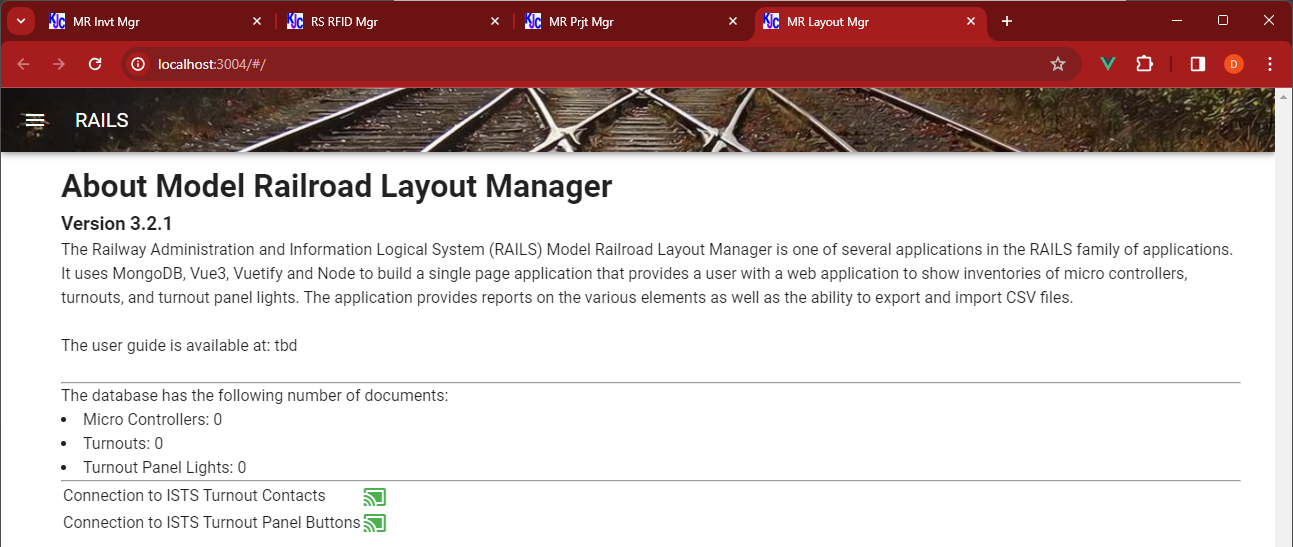 MR Invt Mgr
RS RFID Mgr
MR Prjt Mgr
MR Layout Mgr
localhost:3004/#/
D
RAILS
About Model Railroad Layout Manager
Version 3.2.1
The Railway Administration and Information Logical System (RAILS) Model Railroad Layout Manager is one of several applications in the RAILS family of applications.
It uses MongoDB, Vue3, Vuetify and Node to build a single page application that provides a user with a web application to show inventories of micro controllers,
turnouts, and turnout panel lights. The application provides reports on the various elements as well as the ability to export and import CSV files.
The user guide is available at: tbd
The database has the following number of documents:
• Micro Controllers: 0
• Turnouts: 0
• Turnout Panel Lights: 0
Connection to ISTS Turnout Contacts
Connection to ISTS Turnout Panel Buttons